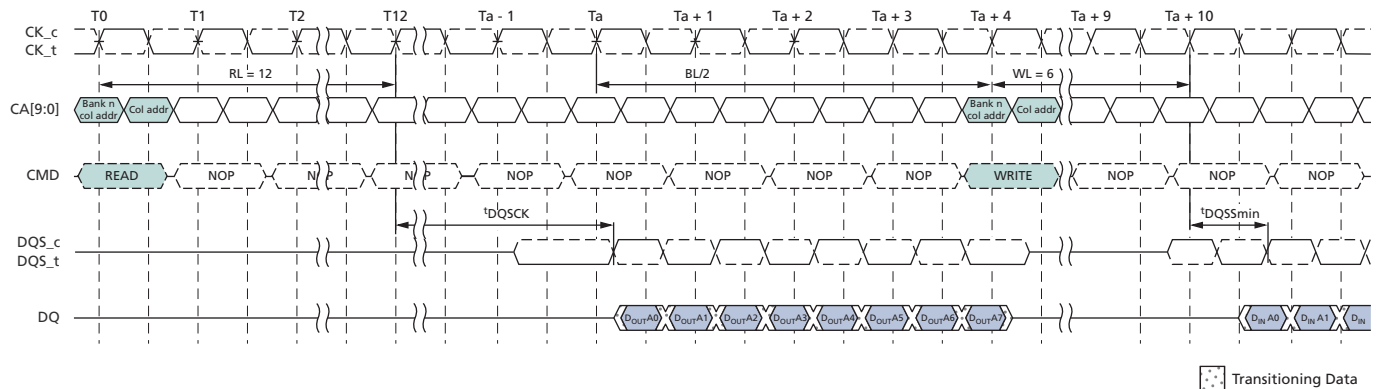 T0 T1 T2 T12 Ta - 1 Ta Ta + 1 Ta + 2 Ta + 3 Ta + 4 Ta + 9 Ta + 10
CK_c
CK_t
RL = 12 BL/2 WL = 6
CA[9:0] Bank n col addr Col addr Bank n col addr Col addr
CMD READ NOP NOP NOP NOP NOP NOP NOP NOP WRITE NOP NOP NOP
tDQSCK tDQSSmin
DQS_c
DQS_t
DQ DOUTA0 DOUTA1 DOUTA2 DOUTA3 DOUTA4 DOUTA5 DOUTA6 DOUTA7 DIN A0 DIN A1 DIN
Transitioning Data